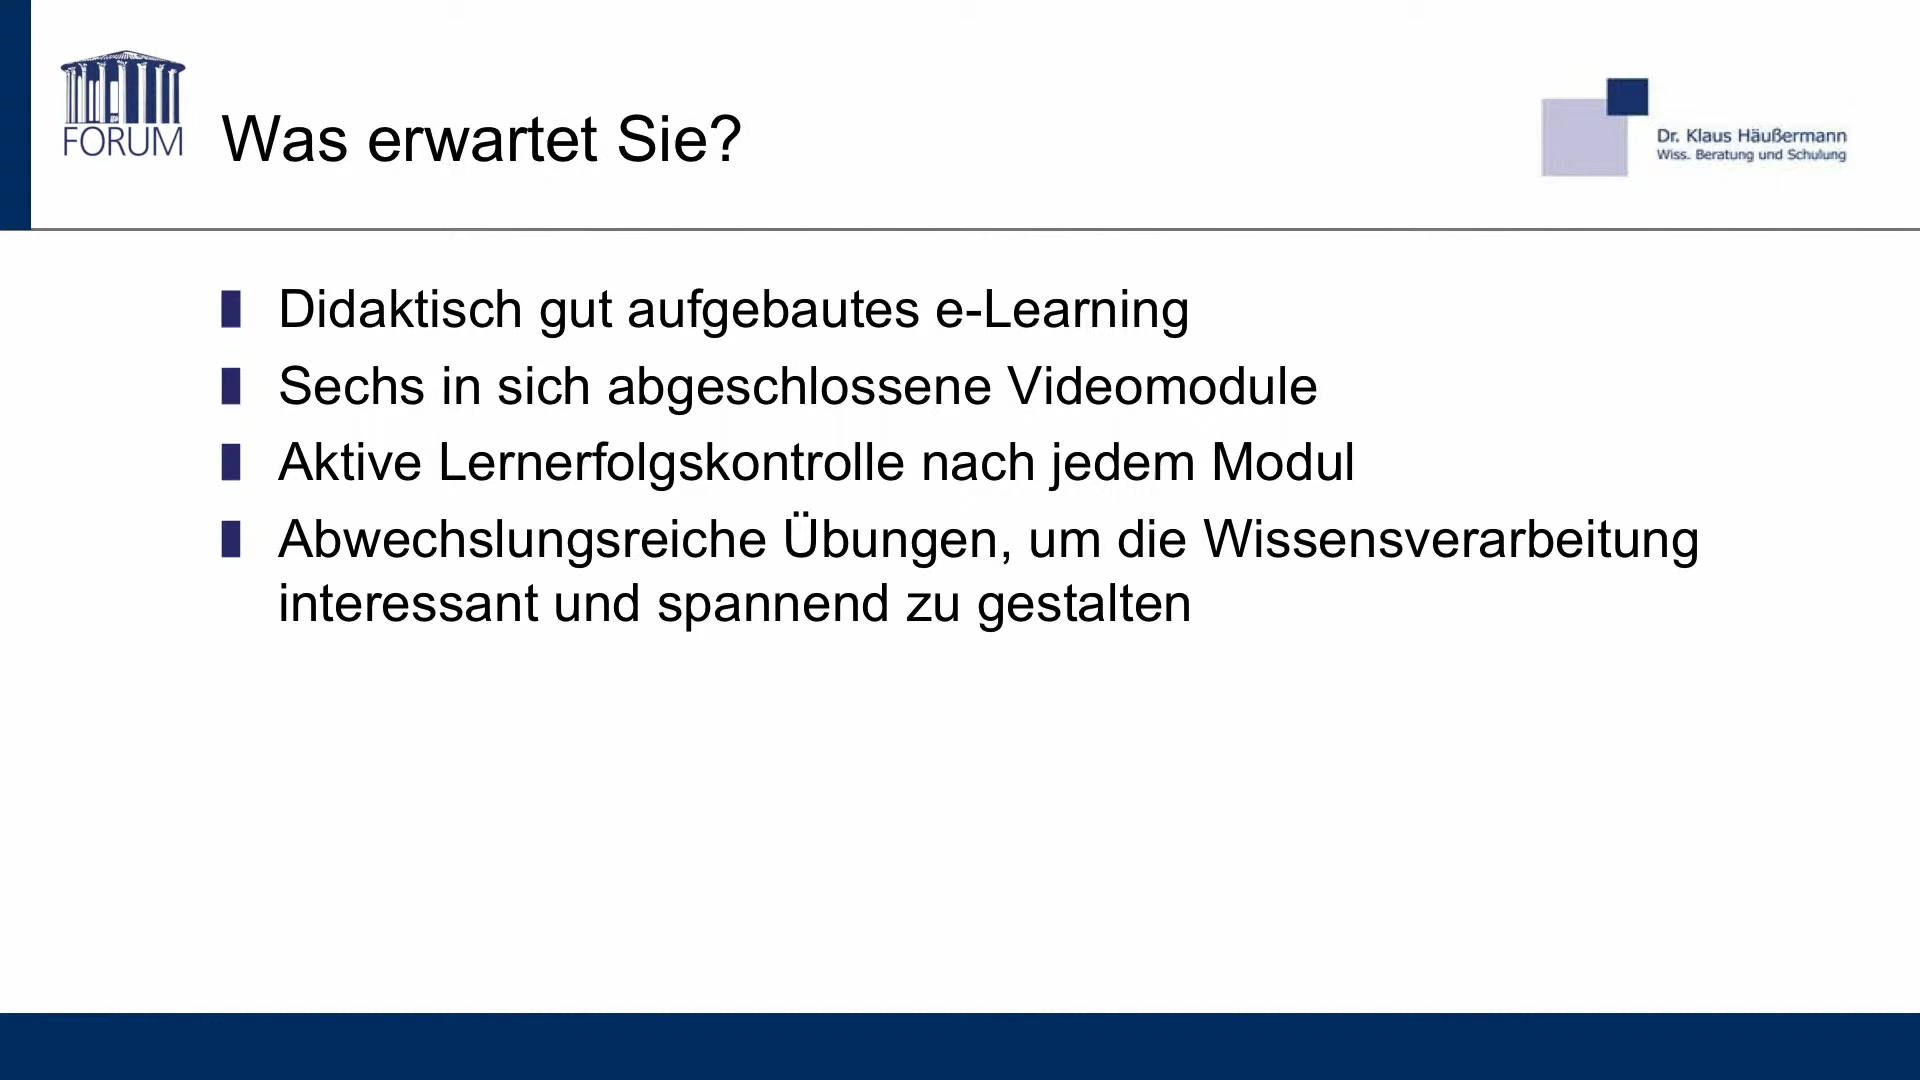 FORUM
Was erwartet Sie?
Dr. Klaus Häußermann
Wiss. Beratung und Schulung
Didaktisch gut aufgebautes e-Learning
Sechs in sich abgeschlossene Videomodule
Aktive Lernerfolgskontrolle nach jedem Modul
Abwechslungsreiche Übungen, um die Wissensverarbeitung
interessant und spannend zu gestalten